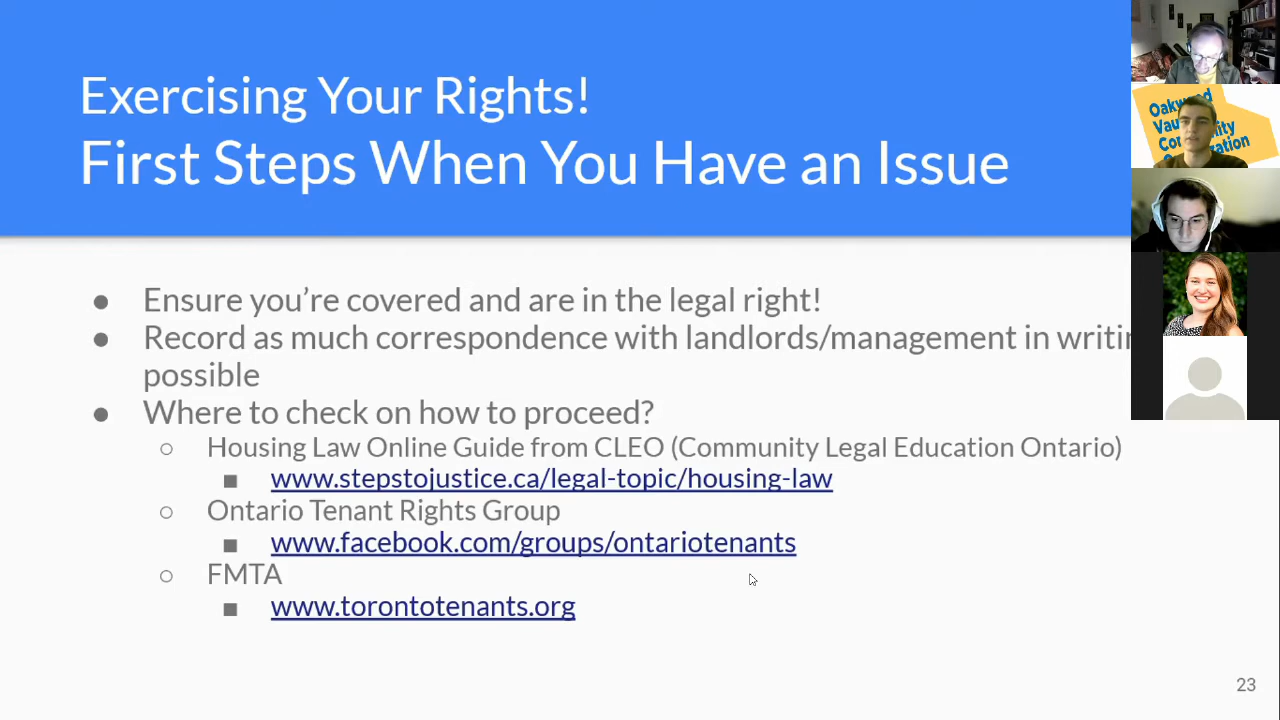 Exercising Your Rights!
First Steps When You Have an Issue
● Ensure you're covered and are in the legal right!
● Record as much correspondence with landlords/management in
possible
● Where to check on how to proceed?
○ Housing Law Online Guide from CLEO (Community Legal Education Ontario)
■ www.stepstojustice.ca/legal-topic/housing-law
○ Ontario Tenant Rights Group
■ www.facebook.com/groups/ontariotenants
○ FMTA
■ www.torontotenants.org
23